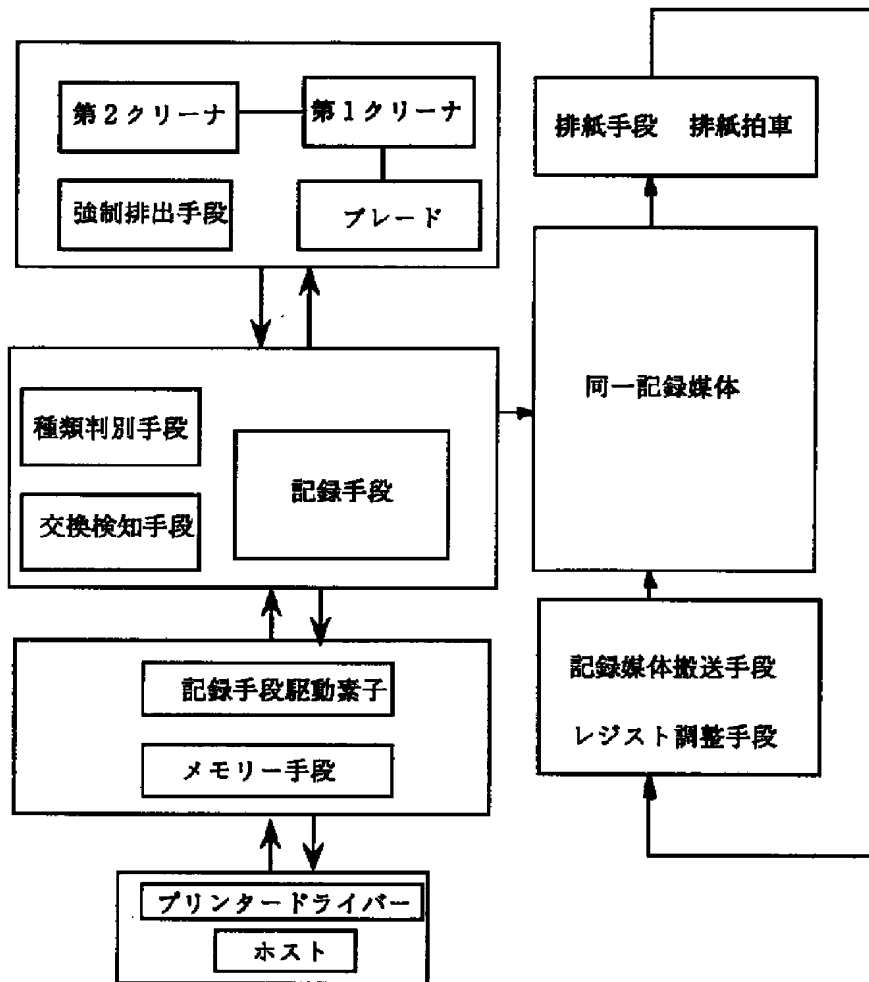 第2クリーナ
第1クリーナ
強制排出手段
ブレード
種類判別手段
記録手段
交換検知手段
記録手段駆動素子
メモリー手段
プリンタードライバー
ホスト
排紙手段 排紙拍車
同一記録媒体
記録媒体搬送手段
レジスト調整手段